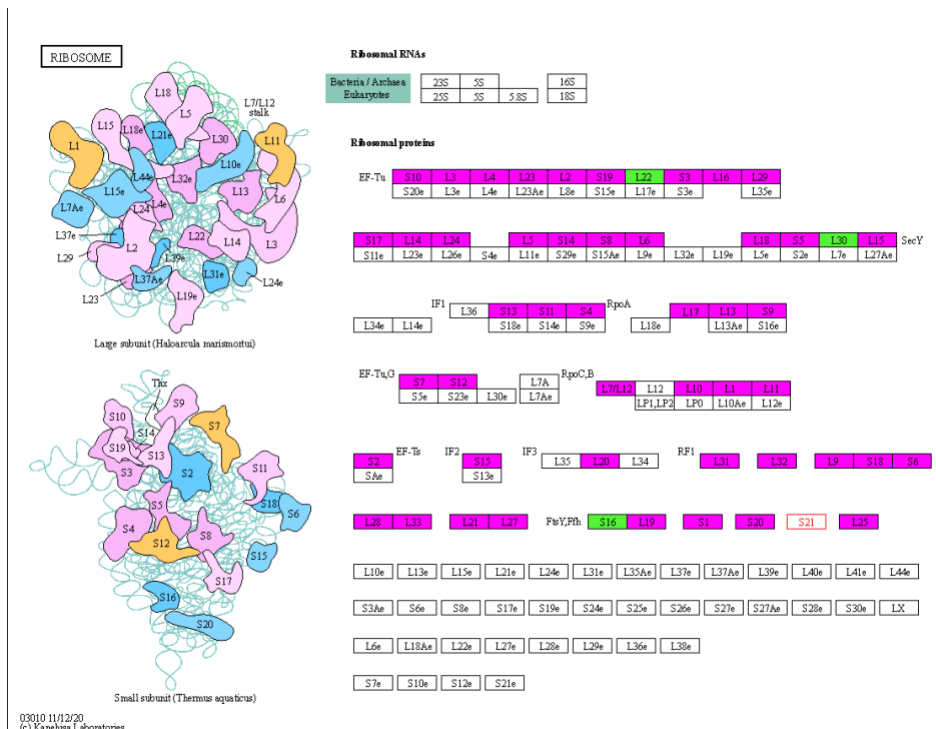 RIBOSOME
L18
L7/L12
stalk
L5
L15
L18e
L21e
L30
L11
L1
L10e
L44e
L32e
L15e
L13
L6
L7Ae
L4e
L24
L37e
L2
L22
L14
L3
L29
L39e
L37Ae
L31e
L24e
L23
L19e
Large subunit (Haloarcula marismortui)
Thx
S9
S10
S7
S14
S19
S13
S3
S2
S11
S5
S18
S6
S4
S12
S8
S15
S17
S16
S20
Small subunit (Thermus aquaticus)
03010 11/12/20
(c) Kanehisa Laboratories
Ribosomal RNAs
Bacteria / Archaea 23S 5S 16S
Eukaryotes 25S 5S 5.8S 18S
Ribosomal proteins
EF-Tu S10 L3 L4 L23 L2 S19 L22 S3 L16 L29
S20e L3e L4e L23Ae L8e S15e L17e S3e L35e
S17 L14 L24 L5 S14 S8 L6 L18 S5 L30 L15 SecY
S11e L23e L26e S4e L11e S29e S15Ae L9e L32e L19e L5e S2e L7e L27Ae
IF1 L36 S13 S11 S4 RpoA L17 L13 S9
L34e L14e S18e S14e S9e L18e L13Ae S16e
EF-Tu,G S7 S12 L7A RpoC,B L7/L12 L12 L10 L1 L11
S5e S23e L30e L7Ae LP1,LP2 LP0 L10Ae L12e
S2 EF-Ts IF2 S15 IF3 L35 L20 L34 RF1 L31 L32 L9 S18 S6
SAe S13e
L28 L33 L21 L27 FtsY,Ffh S16 L19 S1 S20 S21 L25
L10e L13e L15e L21e L24e L31e L35Ae L37e L37Ae L39e L40e L41e L44e
S3Ae S6e S8e S17e S19e S24e S25e S26e S27e S27Ae S28e S30e LX
L6e L18Ae L22e L27e L28e L29e L36e L38e
S7e S10e S12e S21e